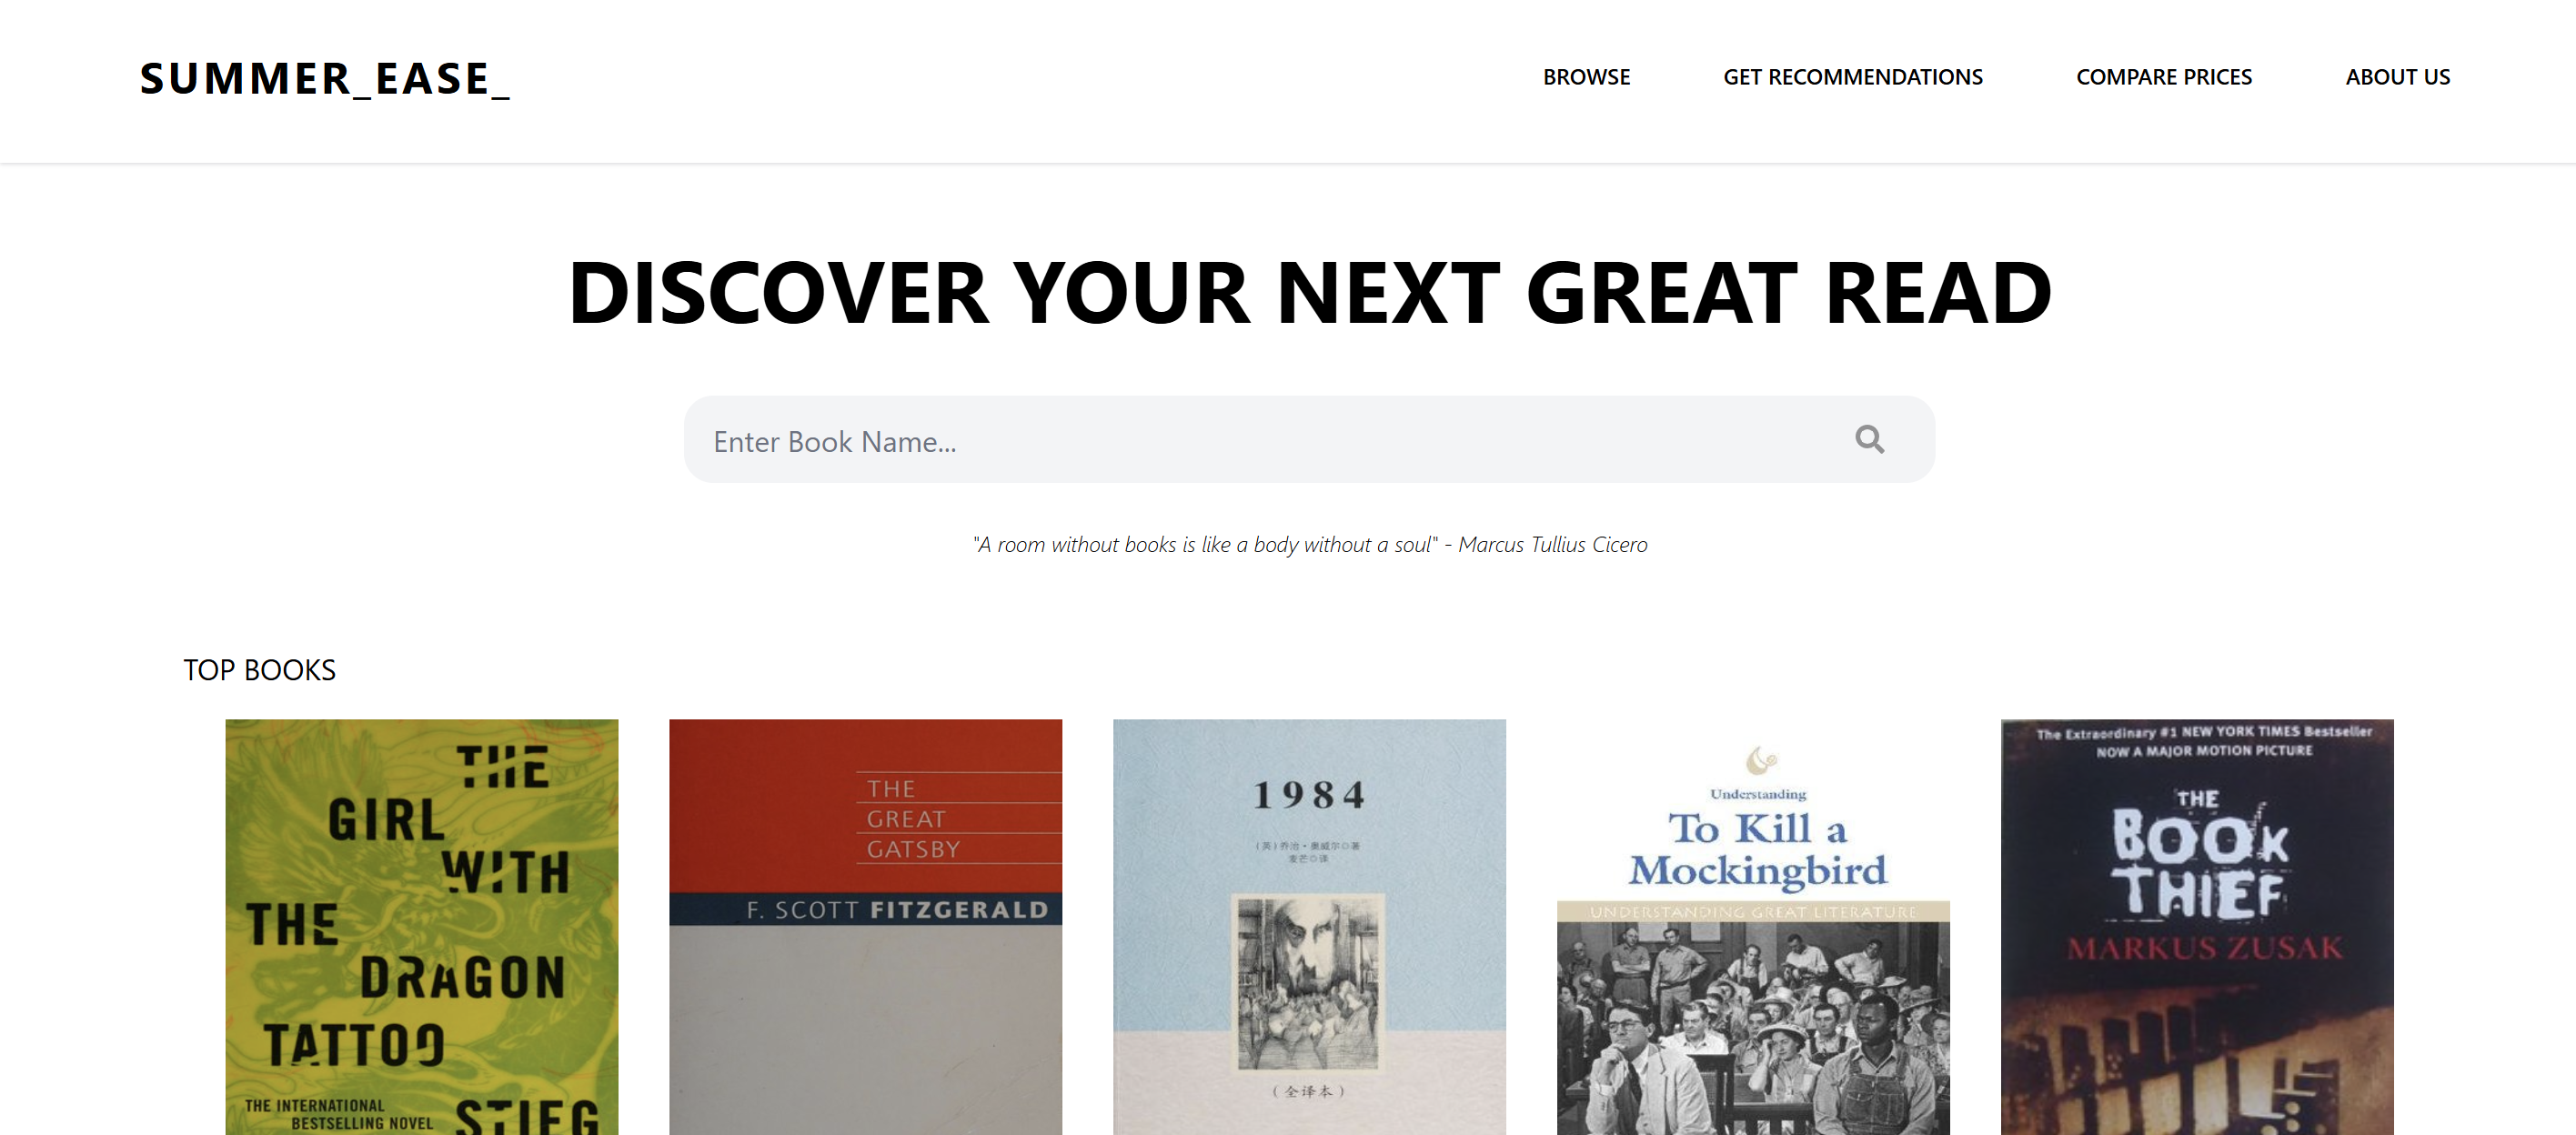 SUMMER_EASE_
BROWSE
GET RECOMMENDATIONS
COMPARE PRICES
ABOUT US
DISCOVER YOUR NEXT GREAT READ
Enter Book Name...
"A room without books is like a body without a soul" - Marcus Tullius Cicero
TOP BOOKS
THE
GIRL
WITH
THE
DRAGON
TATTOO
THE INTERNATIONAL
BESTSELLING NOVEL
STIEG
THE
GREAT
GATSBY
F. SCOTT FITZGERALD
1984
(英)乔治·奥威尔◎著
麦芒◎译
(全译本)
Understanding
To Kill a
Mockingbird
UNDERSTANDING GREAT LITERATURE
The Extraordinary #1 NEW YORK TIMES Bestseller
NOW A MAJOR MOTION PICTURE
THE
BOOK
THIEF
MARKUS ZUSAK